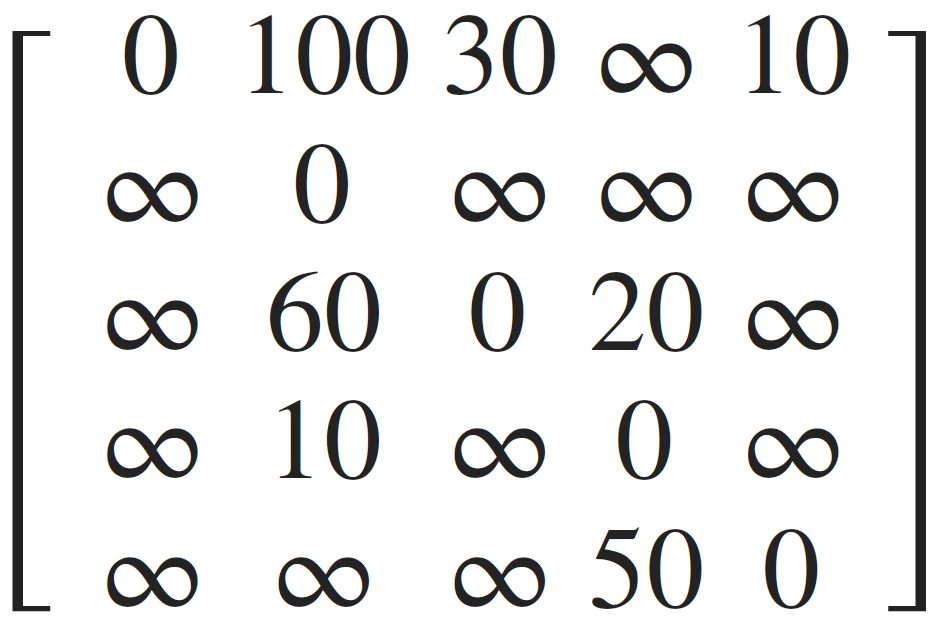 0 100 30 ∞ 10
∞ 0 ∞ ∞ ∞
∞ 60 0 20 ∞
∞ 10 ∞ 0 ∞
∞ ∞ ∞ 50 0